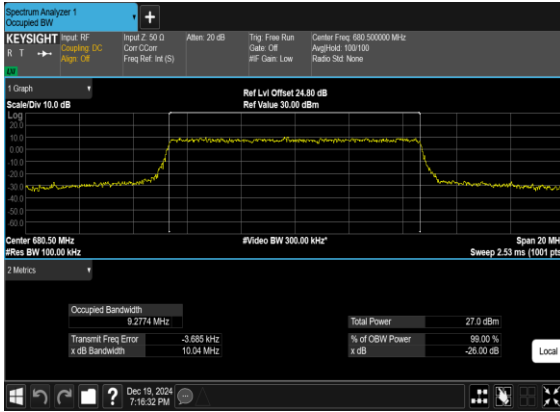 Spectrum Analyzer 1
Occupied BW
+
KEYSIGHT
R T
Input: RF
Coupling: DC
Align: Off
Input Z: 50 Ω
Corr CCorr
Freq Ref: Int (S)
Atten: 20 dB
Trig: Free Run
Gate: Off
#IF Gain: Low
Center Freq: 680.500000 MHz
Avg|Hold: 100/100
Radio Std: None
1 Graph
Scale/Div 10.0 dB
Ref Lvl Offset 24.80 dB
Ref Value 30.00 dBm
Log
20.0
10.0
0.00
-10.0
-20.0
-30.0
-40.0
-50.0
-60.0
Center 680.50 MHz
#Res BW 100.00 kHz
#Video BW 300.00 kHz*
Span 20 MH
Sweep 2.53 ms (1001 pts
2 Metrics
Occupied Bandwidth
9.2774 MHz
Transmit Freq Error -3.685 kHz
x dB Bandwidth 10.04 MHz
Total Power 27.0 dBm
% of OBW Power 99.00 %
x dB -26.00 dB
Local
?
Dec 19, 2024
7:16:32 PM